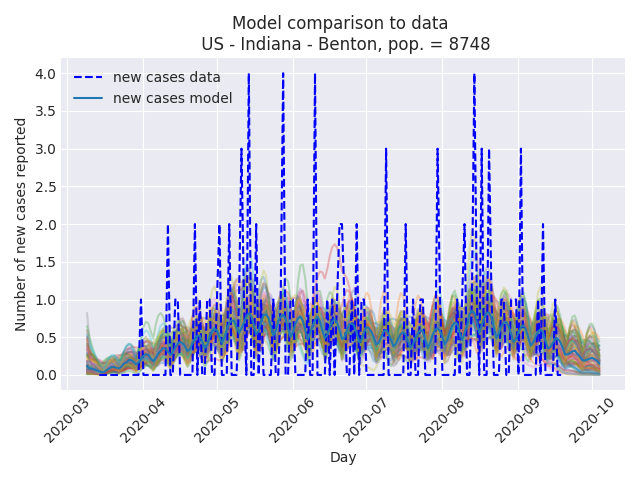 Model comparison to data
US - Indiana - Benton, pop. = 8748
new cases data
new cases model
Number of new cases reported
4.0
3.5
3.0
2.5
2.0
1.5
1.0
0.5
0.0
2020-03
2020-04
2020-05
2020-06
2020-07
2020-08
2020-09
2020-10
Day